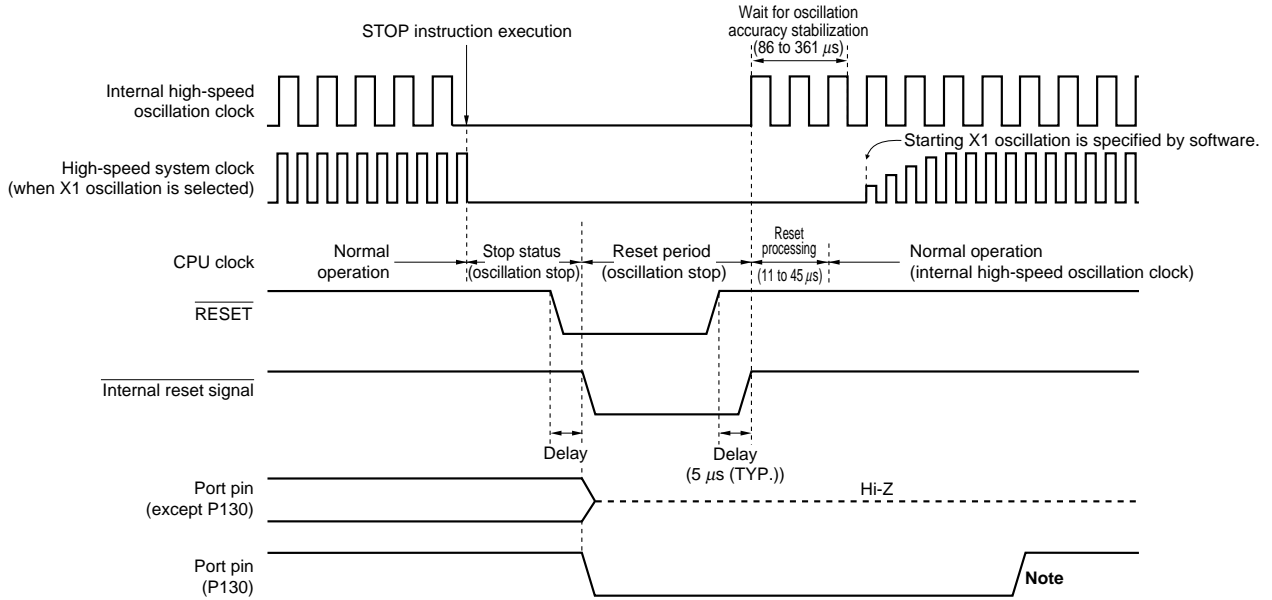 STOP instruction execution
Wait for oscillation
accuracy stabilization
(86 to 361 μs)
Internal high-speed
oscillation clock
Starting X1 oscillation is specified by software.
High-speed system clock
(when X1 oscillation is selected)
CPU clock
Normal
operation
Stop status
(oscillation stop)
Reset period
(oscillation stop)
Reset
processing
(11 to 45 μs)
Normal operation
(internal high-speed oscillation clock)
RESET
Internal reset signal
Delay
Delay
(5 μs (TYP.))
Port pin
(except P130)
Hi-Z
Port pin
(P130)
Note